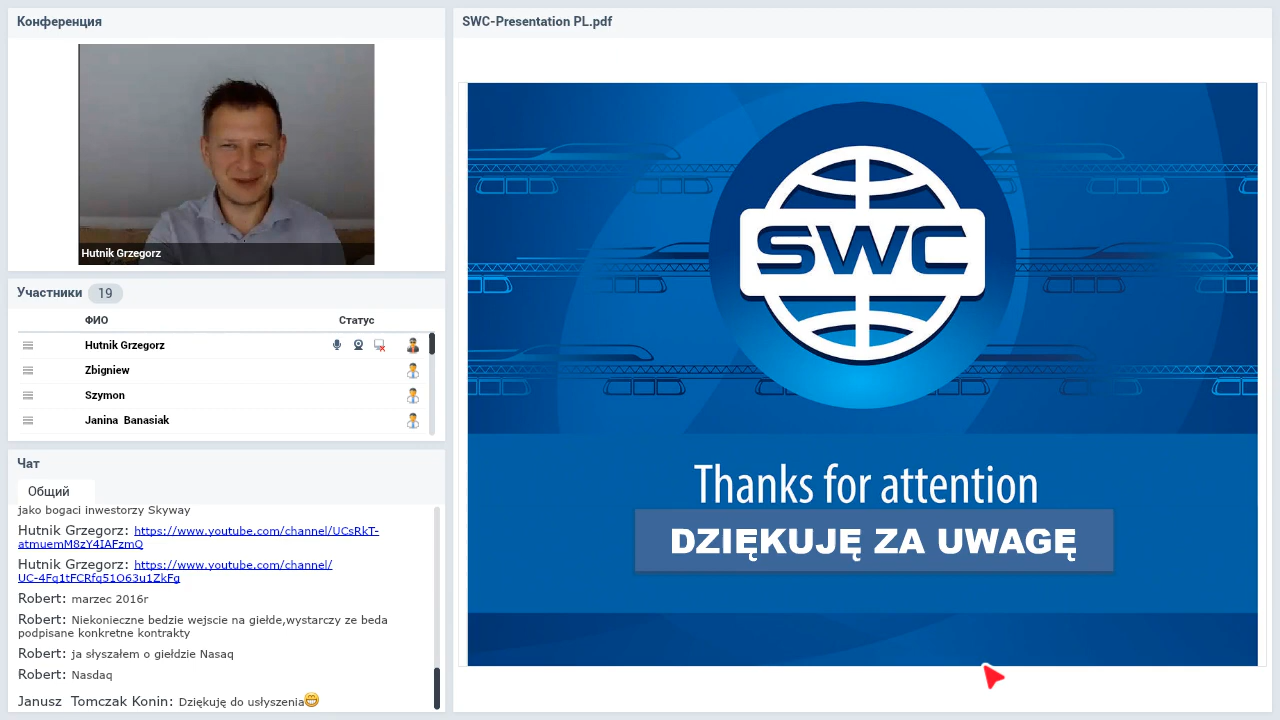 Конференция
Hutnik Grzegorz
Участники 19
ФИО Статус
Hutnik Grzegorz
Zbigniew
Szymon
Janina Banasiak
Чат
Общий
jako bogaci inwestorzy Skyway
Hutnik Grzegorz: https://www.youtube.com/channel/UCsRkT-
atmuemM8zY4IAFzmQ
Hutnik Grzegorz: https://www.youtube.com/channel/
UC-4Fq1tFCRfq51O63u1ZkFg
Robert: marzec 2016r
Robert: Niekonieczne bedzie wejscie na giełde,wystarczy ze beda
podpisane konkretne kontrakty
Robert: ja słyszałem o giełdzie Nasaq
Robert: Nasdaq
Janusz Tomczak Konin: Dziękuję do usłyszenia
SWC-Presentation PL.pdf
SWC
Thanks for attention
DZIĘKUJĘ ZA UWAGĘ